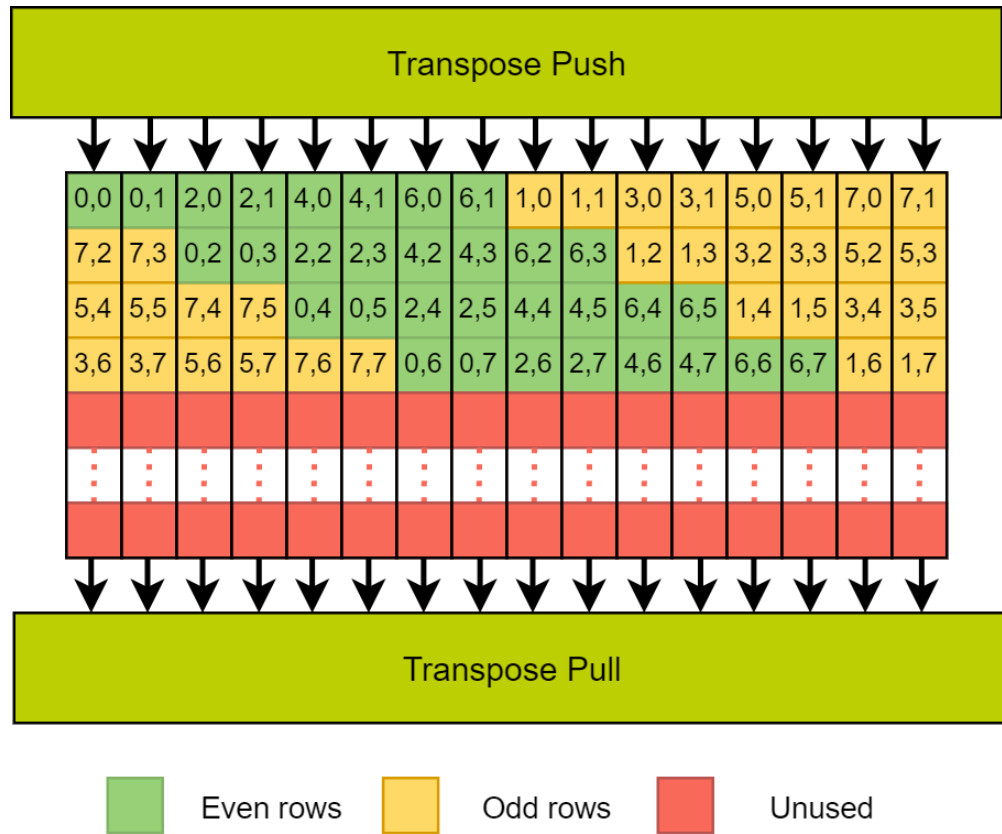 Transpose Push
0,0 0,1 2,0 2,1 4,0 4,1 6,0 6,1 1,0 1,1 3,0 3,1 5,0 5,1 7,0 7,1
7,2 7,3 0,2 0,3 2,2 2,3 4,2 4,3 6,2 6,3 1,2 1,3 3,2 3,3 5,2 5,3
5,4 5,5 7,4 7,5 0,4 0,5 2,4 2,5 4,4 4,5 6,4 6,5 1,4 1,5 3,4 3,5
3,6 3,7 5,6 5,7 7,6 7,7 0,6 0,7 2,6 2,7 4,6 4,7 6,6 6,7 1,6 1,7
Transpose Pull
Even rows Odd rows Unused